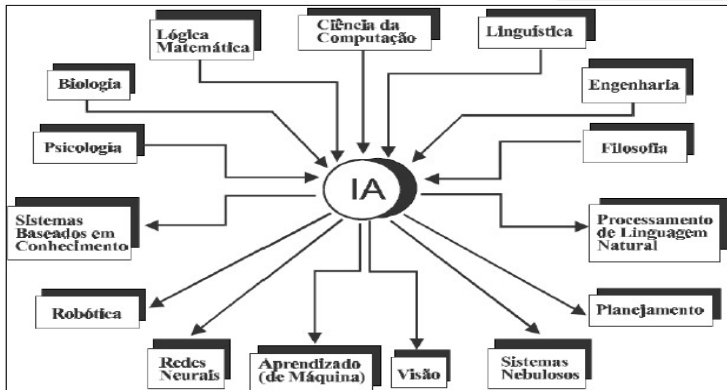 Lógica
Matemática
Ciência da
Computação
Linguística
Biologia
Engenharia
Psicologia
Filosofia
IA
Sistemas
Baseados em
Conhecimento
Processamento
de Linguagem
Natural
Robótica
Planejamento
Redes
Neurais
Aprendizado
(de Máquina)
Visão
Sistemas
Nebulosos